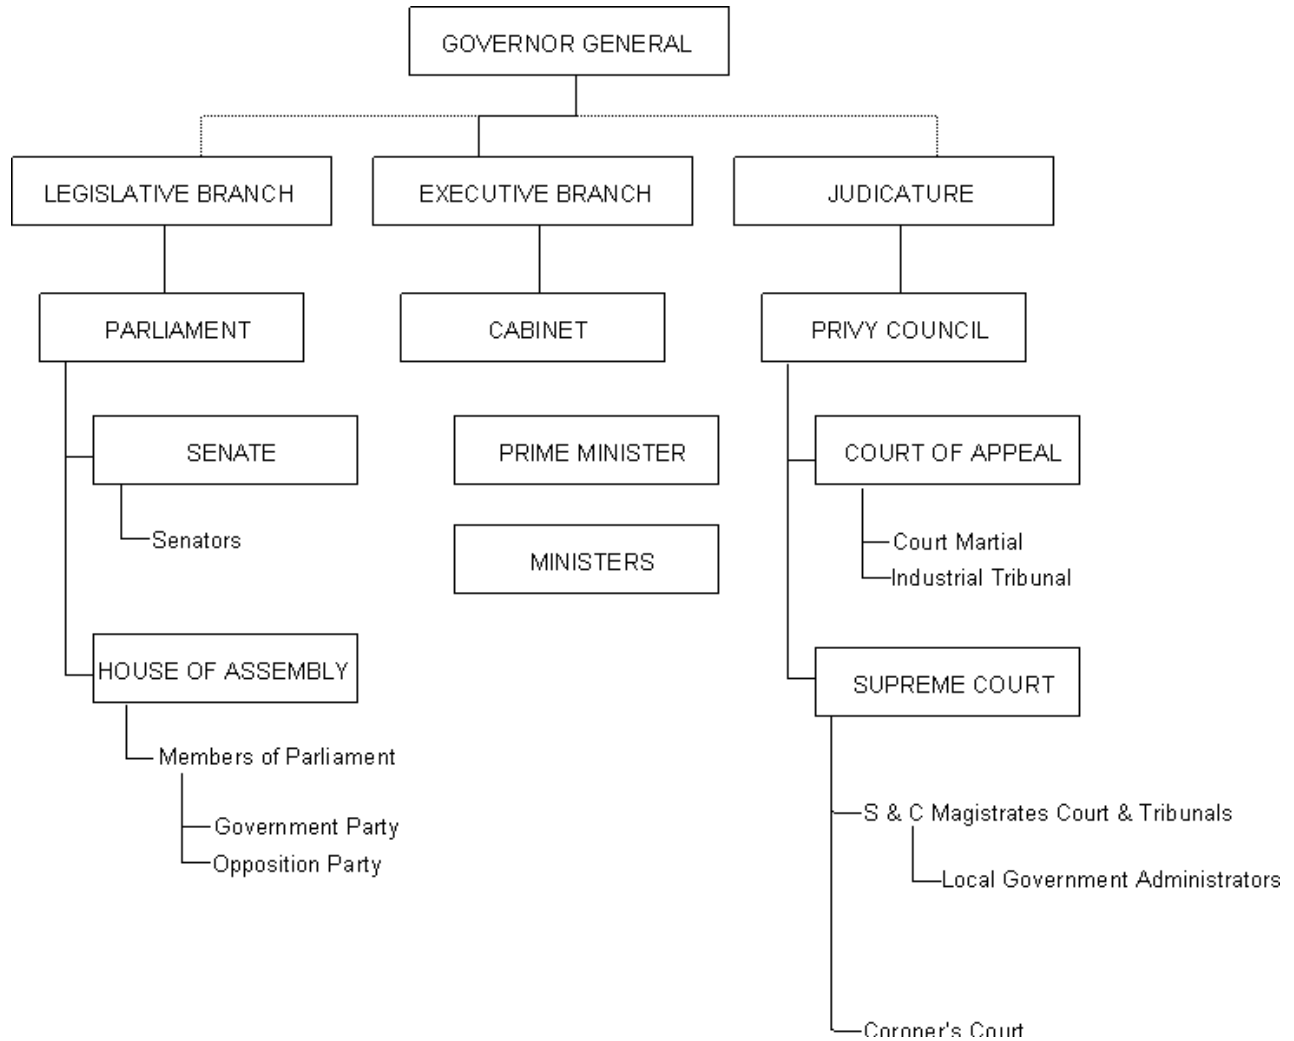 GOVERNOR GENERAL
LEGISLATIVE BRANCH
EXECUTIVE BRANCH
JUDICATURE
PARLIAMENT
CABINET
PRIVY COUNCIL
SENATE
PRIME MINISTER
COURT OF APPEAL
Senators
Court Martial
MINISTERS
Industrial Tribunal
HOUSE OF ASSEMBLY
SUPREME COURT
Members of Parliament
S & C Magistrates Court & Tribunals
Government Party
Opposition Party
Local Government Administrators
Coroner's Court